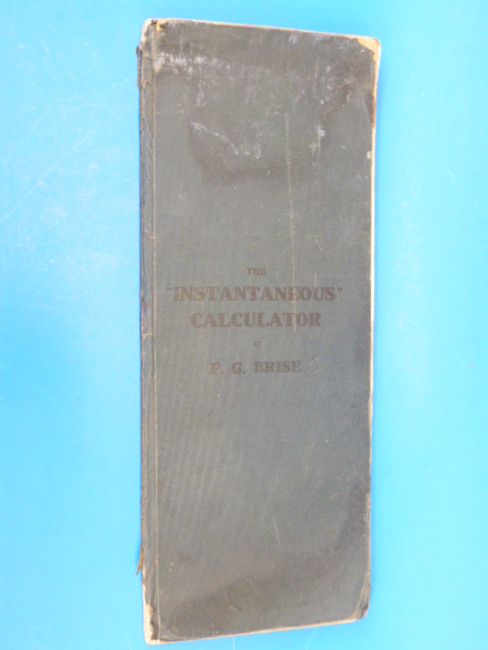 THE
"INSTANTANEOUS"
CALCULATOR
BY
F. G. BRISE